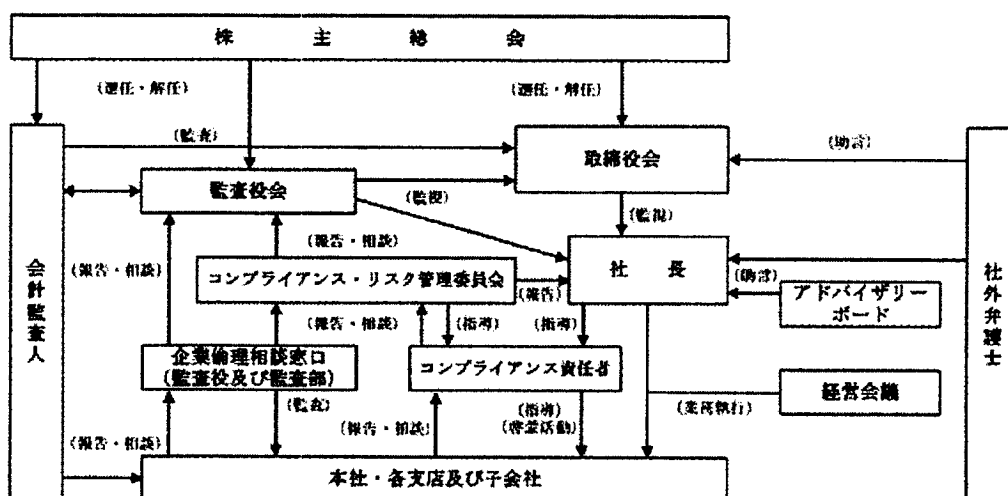 株主総会
(選任・解任)
(選任・解任)
(監査)
取締役会
(助言)
監査役会
(監視)
(監視)
(報告・相談)
(報告・相談)
会計監査人
コンプライアンス・リスク管理委員会
(報告)
社長
(助言)
アドバイザリー
ボード
社外弁護士
(報告・相談)
(指導)
(指導)
企業倫理相談窓口
(監査役及び監査部)
コンプライアンス責任者
経営会議
(監査)
(業務執行)
(報告・相談)
(報告・相談)
(指導)
(啓蒙活動)
本社・各支店及び子会社